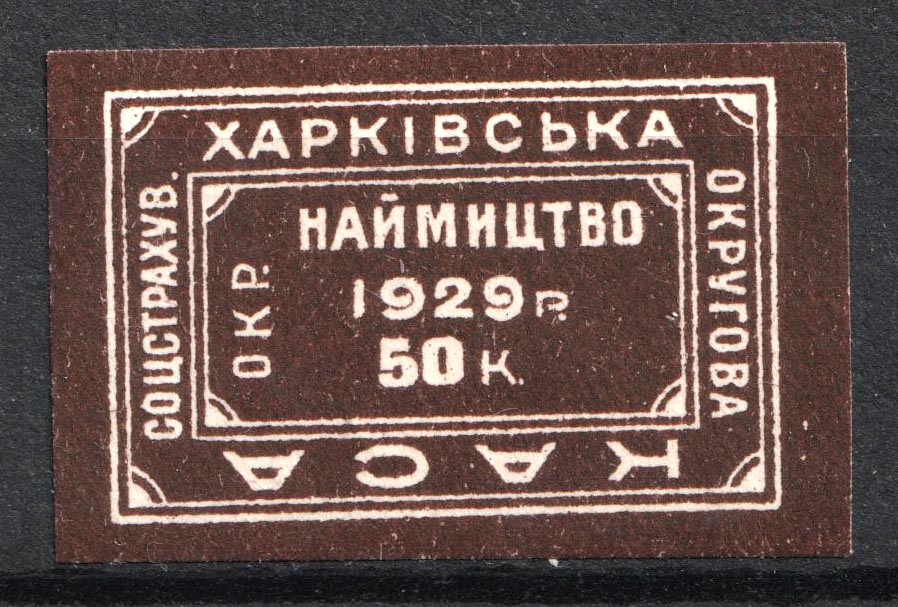 ХАРКІВСЬКА
ОКРУГОВА
КАСА
СОЦСТРАХУВ.
ОКР.
НАЙМИЦТВО
1929 р.
50 к.